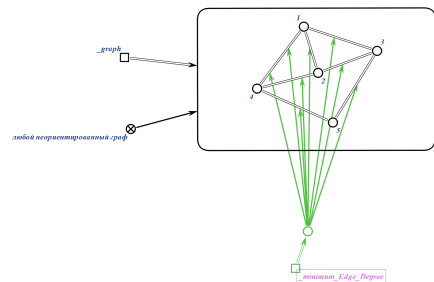 1
_graph
3
2
4
любой неориентированный граф
5
_minimum_Edge_Degree